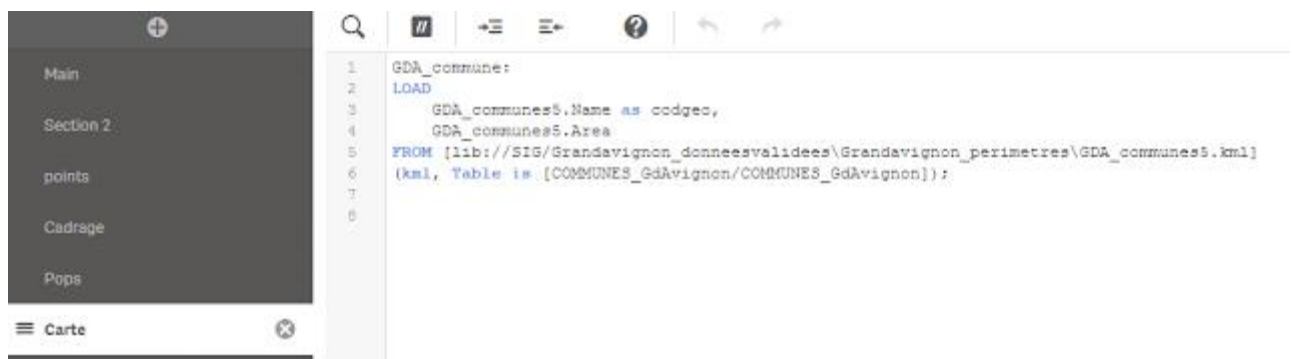 Main
Section 2
points
Cadrage
Pops
Carte
1 GDA_commune:
2 LOAD
3 GDA_communes5.Name as codgeo,
4 GDA_communes5.Area
5 FROM [lib://SIG/Grandavignon_donneesvalidees\Grandavignon_perimetres\GDA_communes5.kml]
6 (kml, Table is [COMMUNES_GdAvignon/COMMUNES_GdAvignon]);
7
8